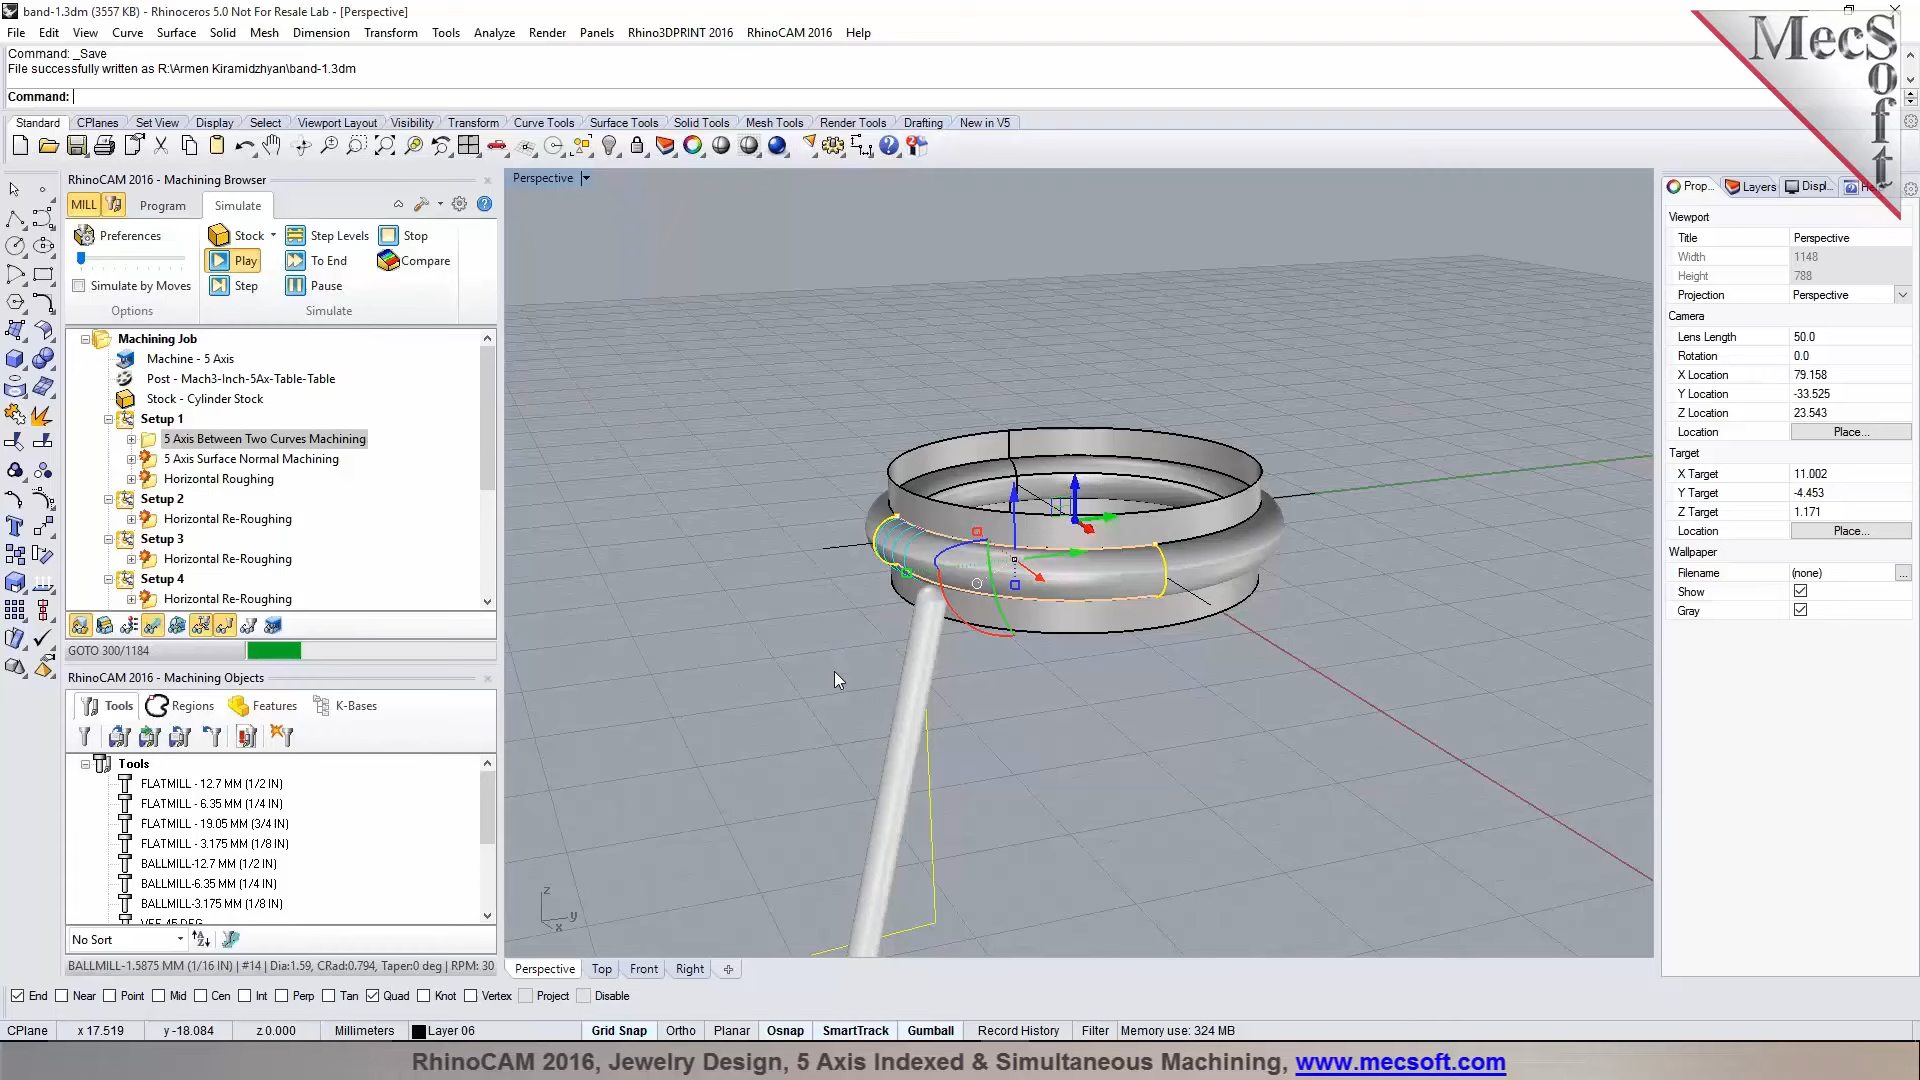 band-1.3dm (3557 KB) - Rhinoceros 5.0 Not For Resale Lab - [Perspective]
File Edit View Curve Surface Solid Mesh Dimension Transform Tools Analyze Render Panels Rhino3DPRINT 2016 RhinoCAM 2016 Help
MecSoft
Command: _Save
File successfully written as R:\Armen Kiramidzhyan\band-1.3dm
Command:
Standard CPlanes Set View Display Select Viewport Layout Visibility Transform Curve Tools Surface Tools Solid Tools Mesh Tools Render Tools Drafting New in V5
RhinoCAM 2016 - Machining Browser
MILL Program Simulate
Preferences Stock Step Levels Stop
Play To End Compare
Simulate by Moves Step Pause
Options Simulate
Machining Job
Machine - 5 Axis
Post - Mach3-Inch-5Ax-Table-Table
Stock - Cylinder Stock
Setup 1
5 Axis Between Two Curves Machining
5 Axis Surface Normal Machining
Horizontal Roughing
Setup 2
Horizontal Re-Roughing
Setup 3
Horizontal Re-Roughing
Setup 4
Horizontal Re-Roughing
GOTO 300/1184
RhinoCAM 2016 - Machining Objects
Tools Regions Features K-Bases
Tools
FLATMILL - 12.7 MM (1/2 IN)
FLATMILL - 6.35 MM (1/4 IN)
FLATMILL - 19.05 MM (3/4 IN)
FLATMILL - 3.175 MM (1/8 IN)
BALLMILL-12.7 MM (1/2 IN)
BALLMILL-6.35 MM (1/4 IN)
BALLMILL-3.175 MM (1/8 IN)
VEE 45 DEG
No Sort
BALLMILL-1.5875 MM (1/16 IN) | #14 | Dia:1.59, CRad:0.794, Taper:0 deg | RPM: 30
Perspective
z
y
x
Perspective Top Front Right
Prop... Layers Displ...
Viewport
Title Perspective
Width 1148
Height 788
Projection Perspective
Camera
Lens Length 50.0
Rotation 0.0
X Location 79.158
Y Location -33.525
Z Location 23.543
Location Place...
Target
X Target 11.002
Y Target -4.453
Z Target 1.171
Location Place...
Wallpaper
Filename (none) ...
Show
Gray
End Near Point Mid Cen Int Perp Tan Quad Knot Vertex Project Disable
CPlane x 17.519 y -18.084 z 0.000 Millimeters Layer 06 Grid Snap Ortho Planar Osnap SmartTrack Gumball Record History Filter Memory use: 324 MB
RhinoCAM 2016, Jewelry Design, 5 Axis Indexed & Simultaneous Machining, www.mecsoft.com